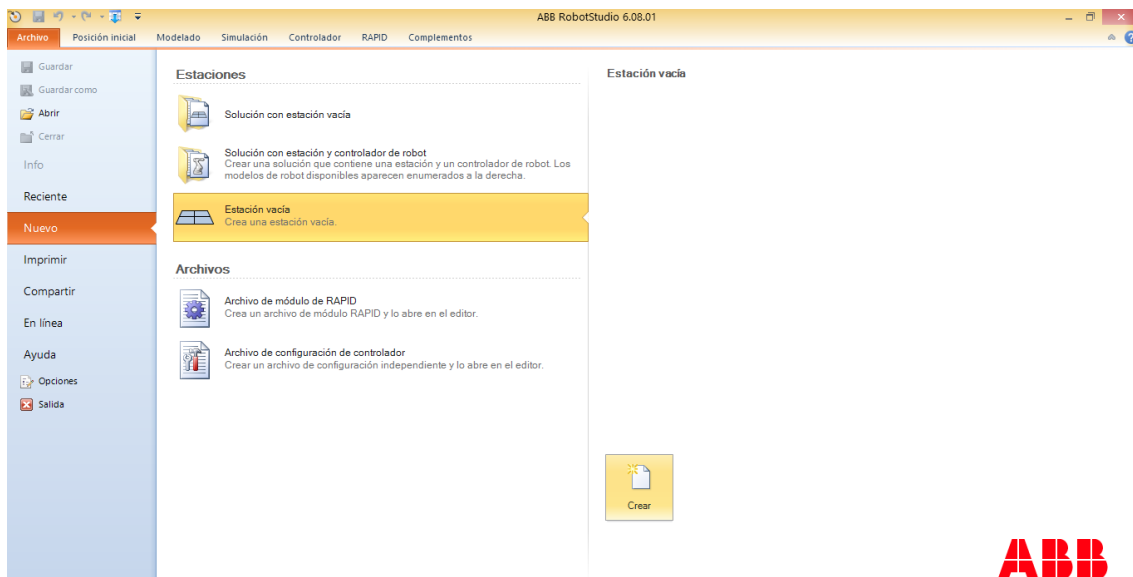 ABB RobotStudio 6.08.01
Archivo Posición inicial Modelado Simulación Controlador RAPID Complementos
Guardar
Guardar como
Abrir
Cerrar
Info
Reciente
Nuevo
Imprimir
Compartir
En línea
Ayuda
Opciones
Salida
Estaciones
Solución con estación vacía
Solución con estación y controlador de robot
Crear una solución que contiene una estación y un controlador de robot. Los
modelos de robot disponibles aparecen enumerados a la derecha.
Estación vacía
Crea una estación vacía.
Archivos
Archivo de módulo de RAPID
Crea un archivo de módulo RAPID y lo abre en el editor.
Archivo de configuración de controlador
Crear un archivo de configuración independiente y lo abre en el editor.
Estación vacía
Crear
ABB